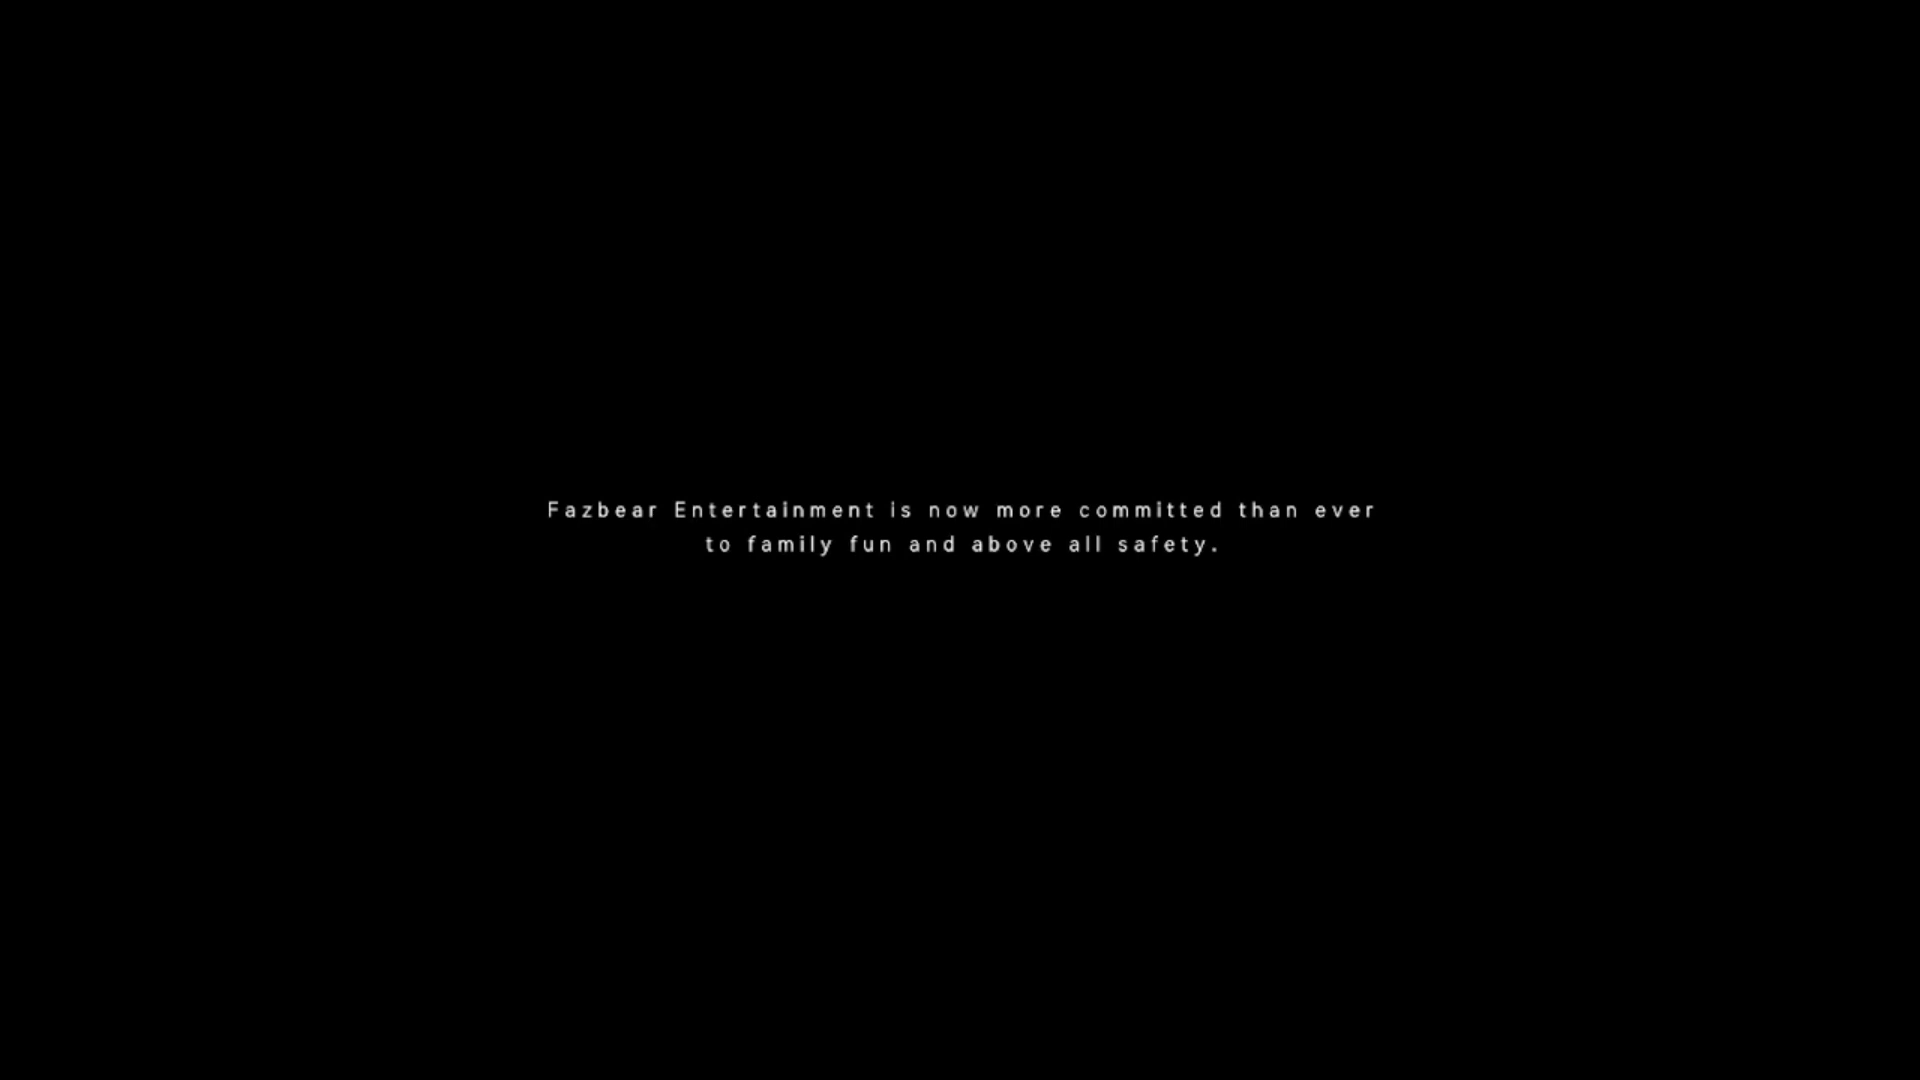 Fazbear Entertainment is now more committed than ever
to family fun and above all safety.